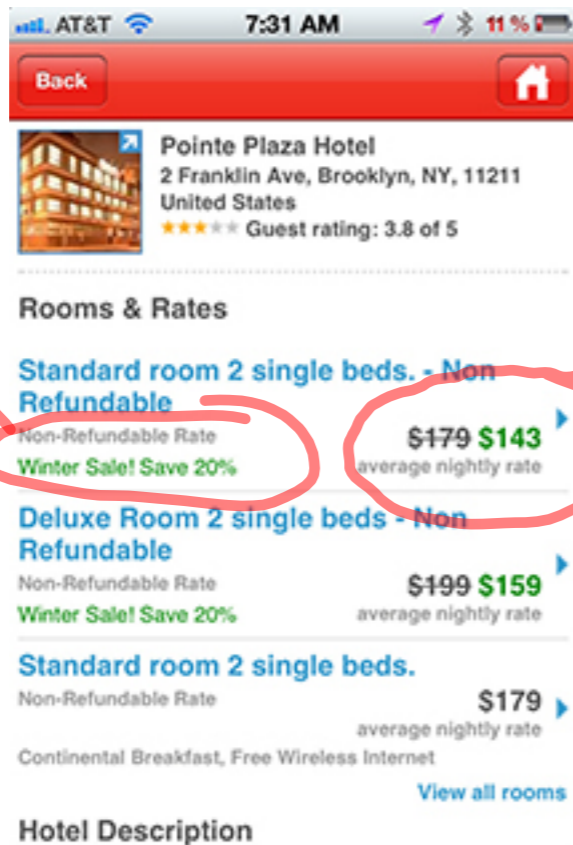 AT&T 7:31 AM 11%
Back
Pointe Plaza Hotel
2 Franklin Ave, Brooklyn, NY, 11211
United States
Guest rating: 3.8 of 5
Rooms & Rates
Standard room 2 single beds. - Non
Refundable
Non-Refundable Rate
$179 $143
Winter Sale! Save 20%
average nightly rate
Deluxe Room 2 single beds - Non
Refundable
Non-Refundable Rate
$199 $159
Winter Sale! Save 20%
average nightly rate
Standard room 2 single beds.
Non-Refundable Rate
$179
average nightly rate
Continental Breakfast, Free Wireless Internet
View all rooms
Hotel Description